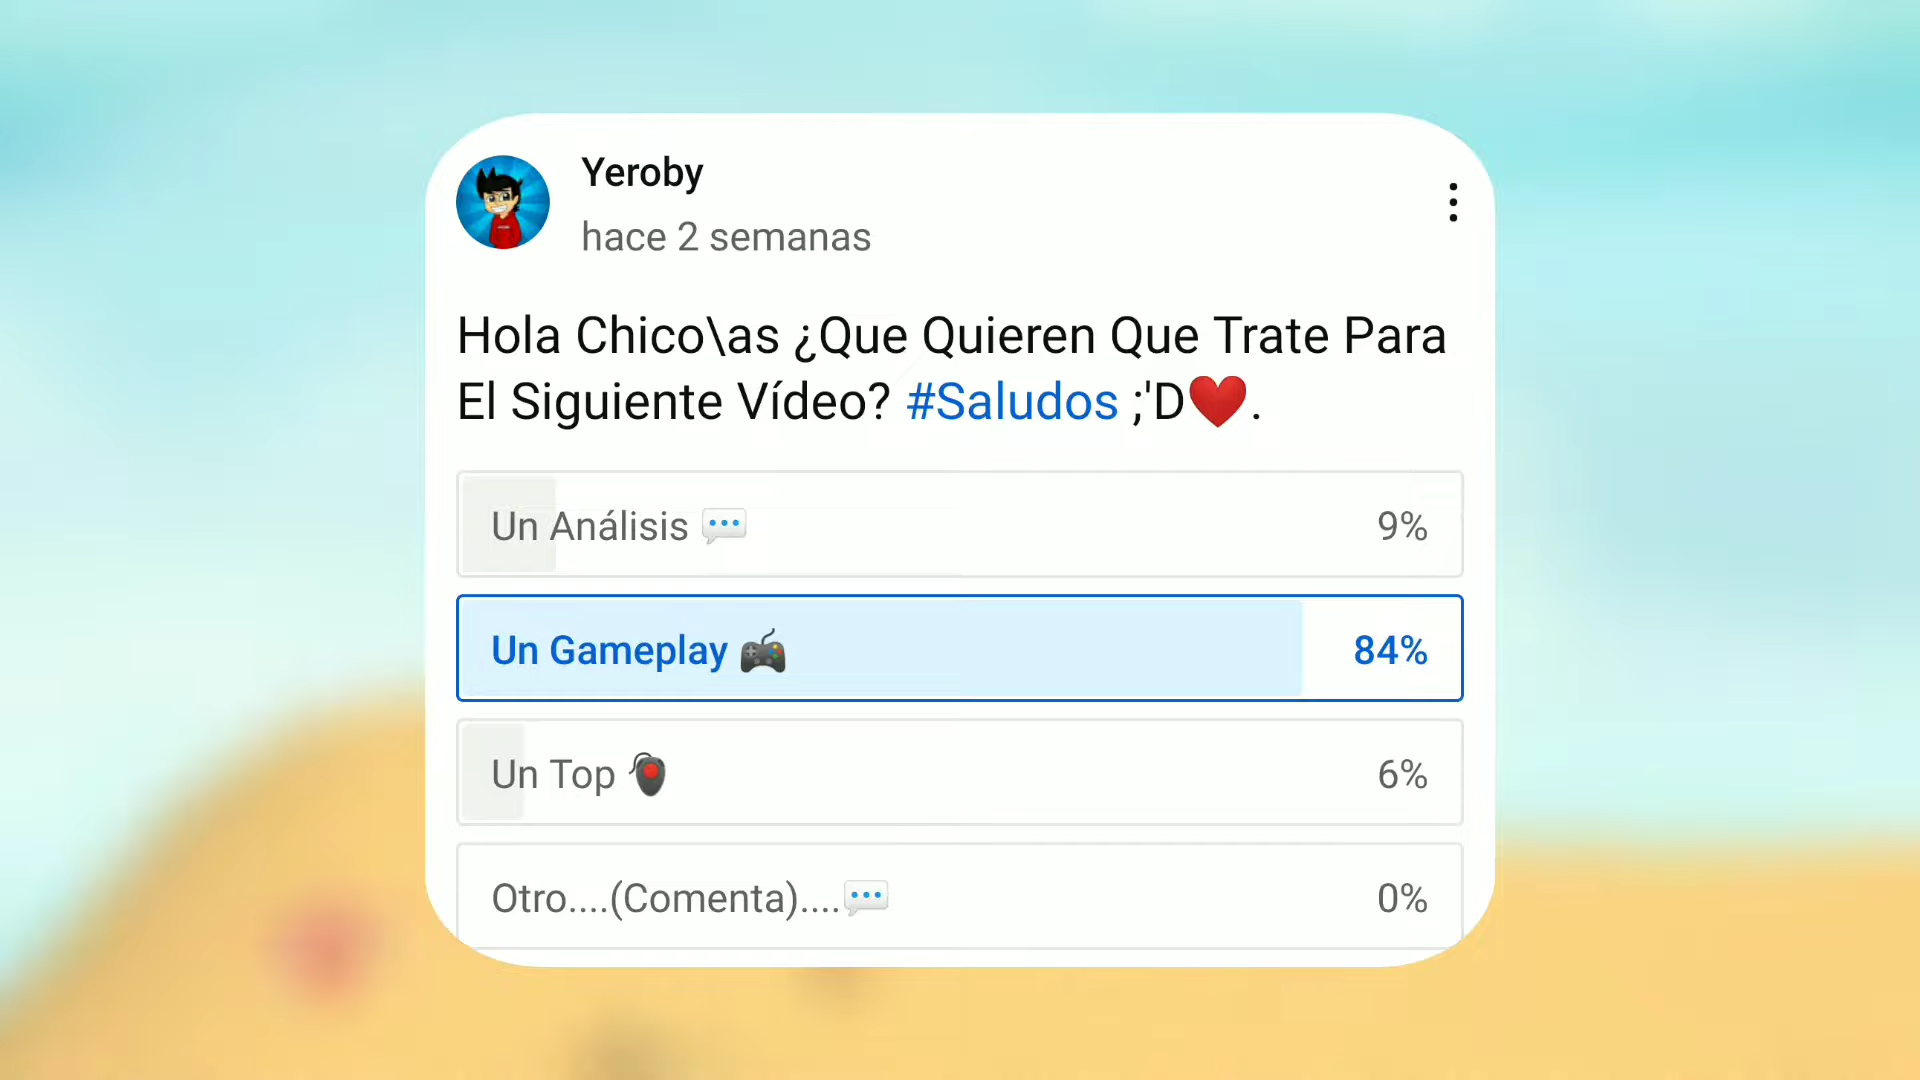 Yeroby
hace 2 semanas
Hola Chico\as ¿Que Quieren Que Trate Para
El Siguiente Vídeo? #Saludos ;'D❤️.
Un Análisis 💬 9%
Un Gameplay 🎮 84%
Un Top 🖲️ 6%
Otro....(Comenta)....💬 0%